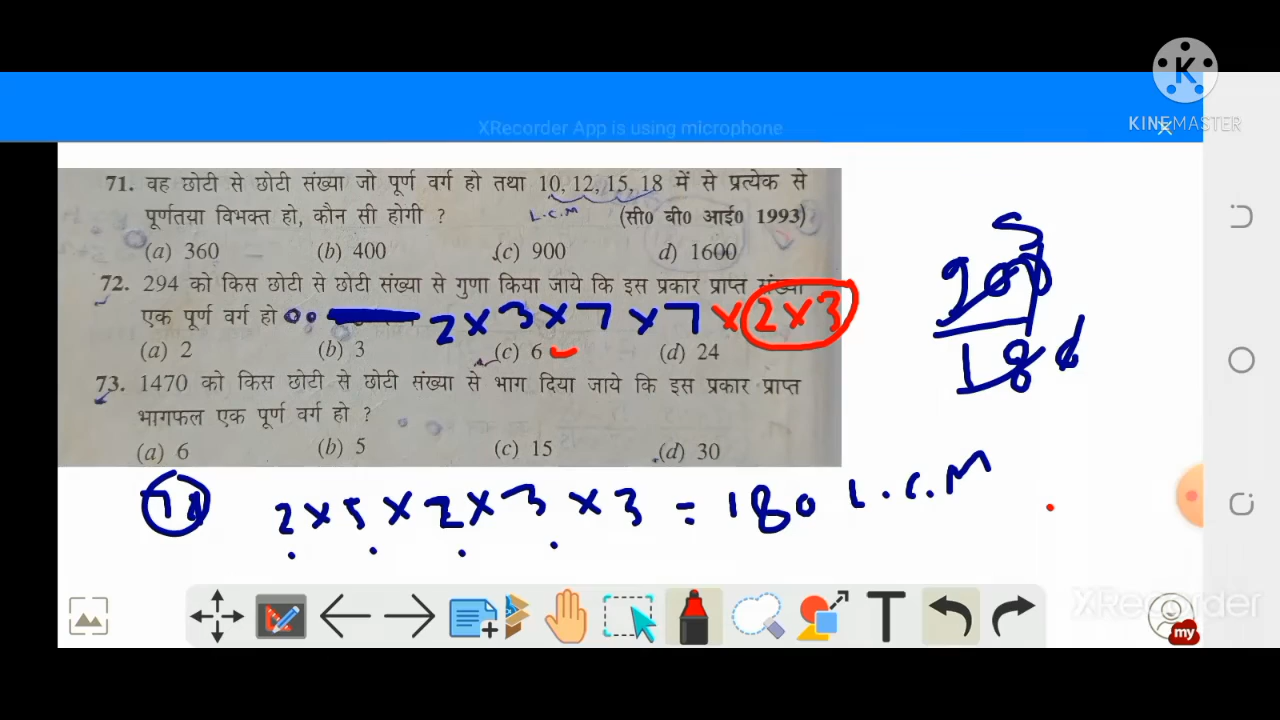 K
KINEMASTER
XRecorder App is using microphone
71. वह छोटी से छोटी संख्या जो पूर्ण वर्ग हो तथा 10, 12, 15, 18 में से प्रत्येक से
पूर्णतया विभक्त हो, कौन सी होगी ? (सी0 बी0 आई0 1993)
L.C.M
(a) 360 (b) 400 (c) 900 d) 1600
72. 294 को किस छोटी से छोटी संख्या से गुणा किया जाये कि इस प्रकार प्राप्त संख्या
एक पूर्ण वर्ग हो
2 × 3 × 7 × 7 × 2 × 3
(a) 2 (b) 3 (c) 6 (d) 24
73. 1470 को किस छोटी से छोटी संख्या से भाग दिया जाये कि इस प्रकार प्राप्त
भागफल एक पूर्ण वर्ग हो ?
(a) 6 (b) 5 (c) 15 (d) 30
5
900
180
2 × 5 × 2 × 3 × 3 = 180 L.C.M
T
XRecorder
my